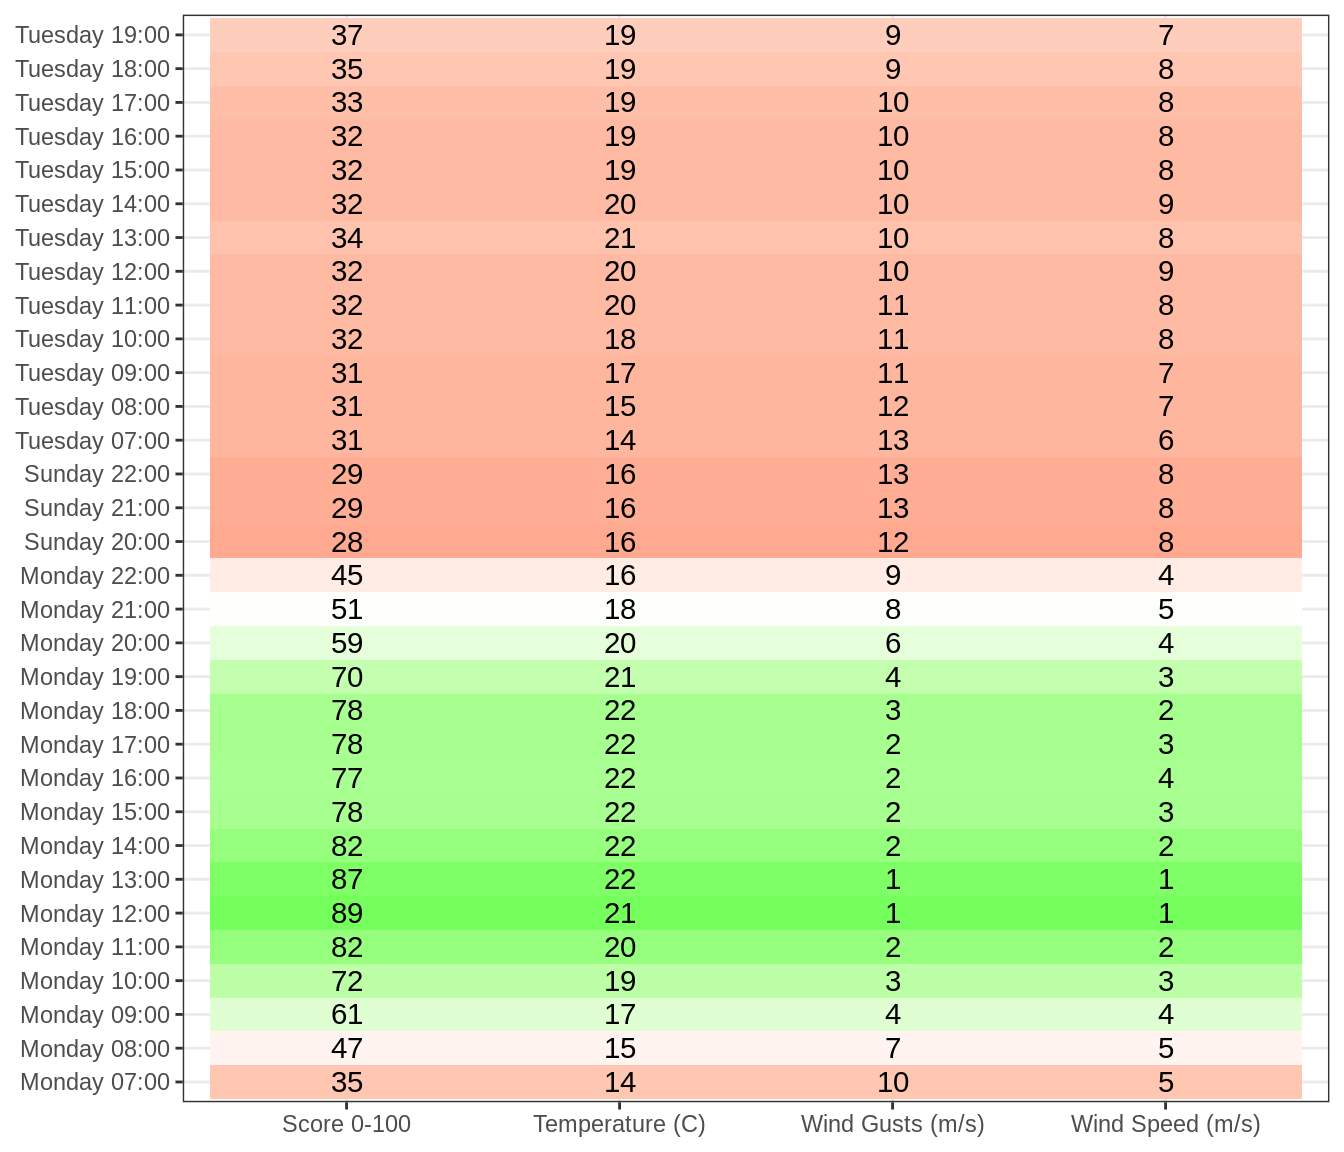 Tuesday 19:00 37 19 9 7
Tuesday 18:00 35 19 9 8
Tuesday 17:00 33 19 10 8
Tuesday 16:00 32 19 10 8
Tuesday 15:00 32 19 10 8
Tuesday 14:00 32 20 10 9
Tuesday 13:00 34 21 10 8
Tuesday 12:00 32 20 10 9
Tuesday 11:00 32 20 11 8
Tuesday 10:00 32 18 11 8
Tuesday 09:00 31 17 11 7
Tuesday 08:00 31 15 12 7
Tuesday 07:00 31 14 13 6
Sunday 22:00 29 16 13 8
Sunday 21:00 29 16 13 8
Sunday 20:00 28 16 12 8
Monday 22:00 45 16 9 4
Monday 21:00 51 18 8 5
Monday 20:00 59 20 6 4
Monday 19:00 70 21 4 3
Monday 18:00 78 22 3 2
Monday 17:00 78 22 2 3
Monday 16:00 77 22 2 4
Monday 15:00 78 22 2 3
Monday 14:00 82 22 2 2
Monday 13:00 87 22 1 1
Monday 12:00 89 21 1 1
Monday 11:00 82 20 2 2
Monday 10:00 72 19 3 3
Monday 09:00 61 17 4 4
Monday 08:00 47 15 7 5
Monday 07:00 35 14 10 5
Score 0-100 Temperature (C) Wind Gusts (m/s) Wind Speed (m/s)